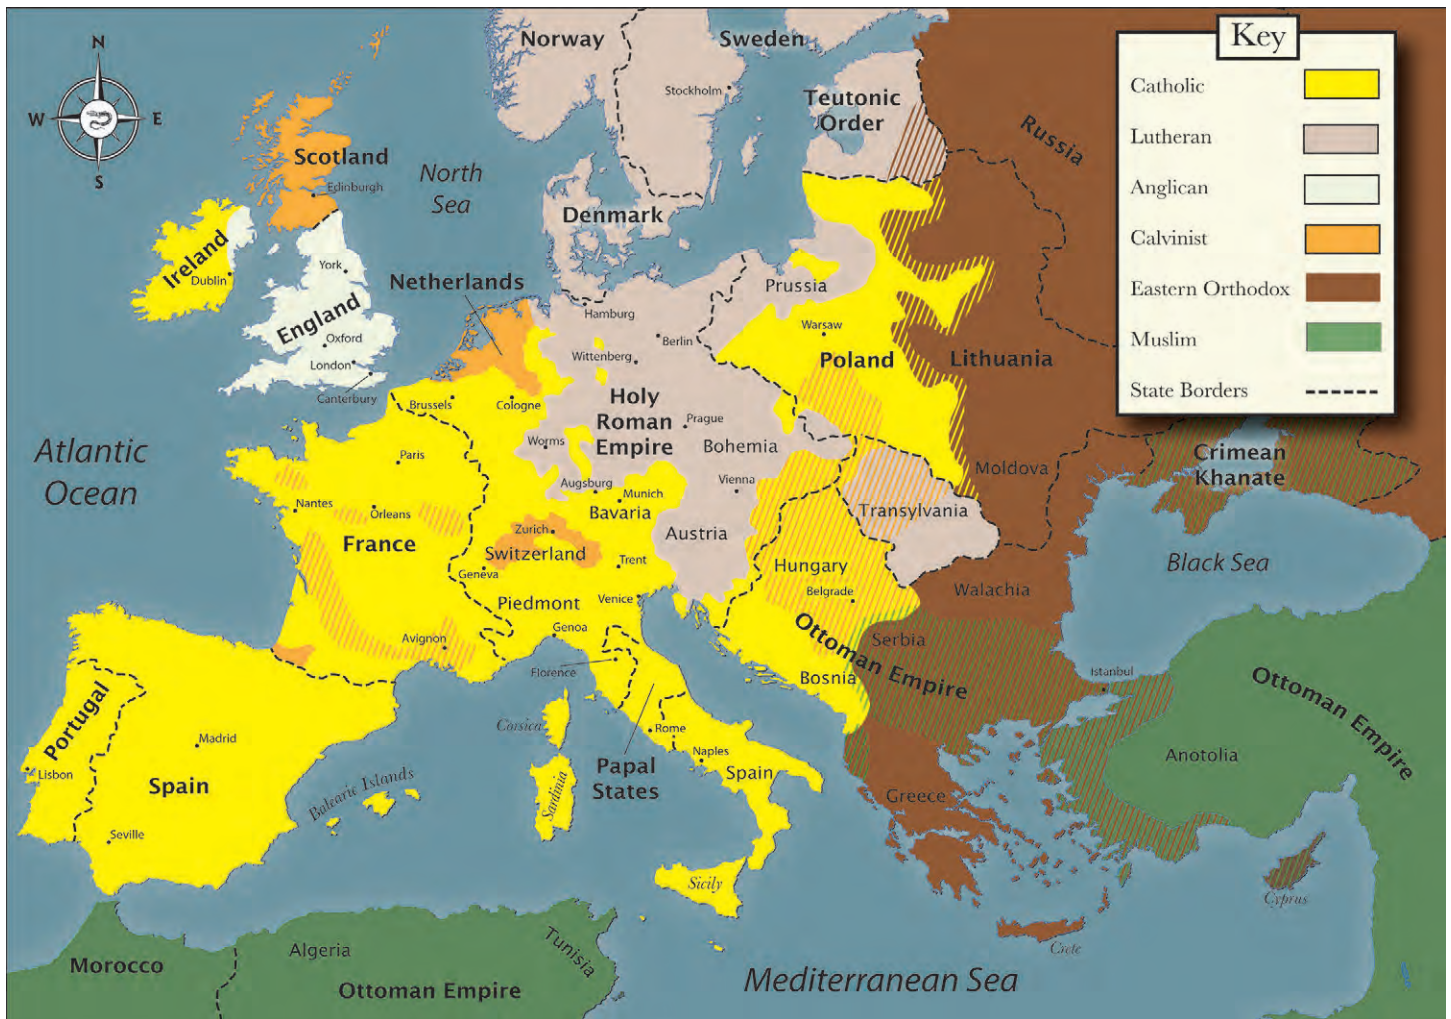 N
W
E
S
Norway
Sweden
Stockholm
Teutonic
Order
Russia
Key
Catholic
Lutheran
Anglican
Calvinist
Eastern Orthodox
Muslim
State Borders
Scotland
Edinburgh
North
Sea
Denmark
Ireland
Dublin
York
England
Oxford
London
Canterbury
Netherlands
Hamburg
Prussia
Berlin
Wittenberg
Warsaw
Poland
Lithuania
Brussels
Cologne
Holy
Roman
Empire
Prague
Bohemia
Worms
Atlantic
Ocean
Paris
Nantes
Orleans
France
Augsburg
Munich
Bavaria
Vienna
Austria
Moldova
Transylvania
Crimean
Khanate
Zurich
Switzerland
Geneva
Trent
Hungary
Belgrade
Walachia
Black Sea
Piedmont
Venice
Genoa
Avignon
Florence
Serbia
Ottoman Empire
Bosnia
Istanbul
Ottoman Empire
Anotolia
Portugal
Lisbon
Madrid
Spain
Seville
Balearic Islands
Corsica
Sardinia
Rome
Naples
Papal
States
Spain
Greece
Sicily
Crete
Cyprus
Morocco
Algeria
Tunisia
Ottoman Empire
Mediterranean Sea